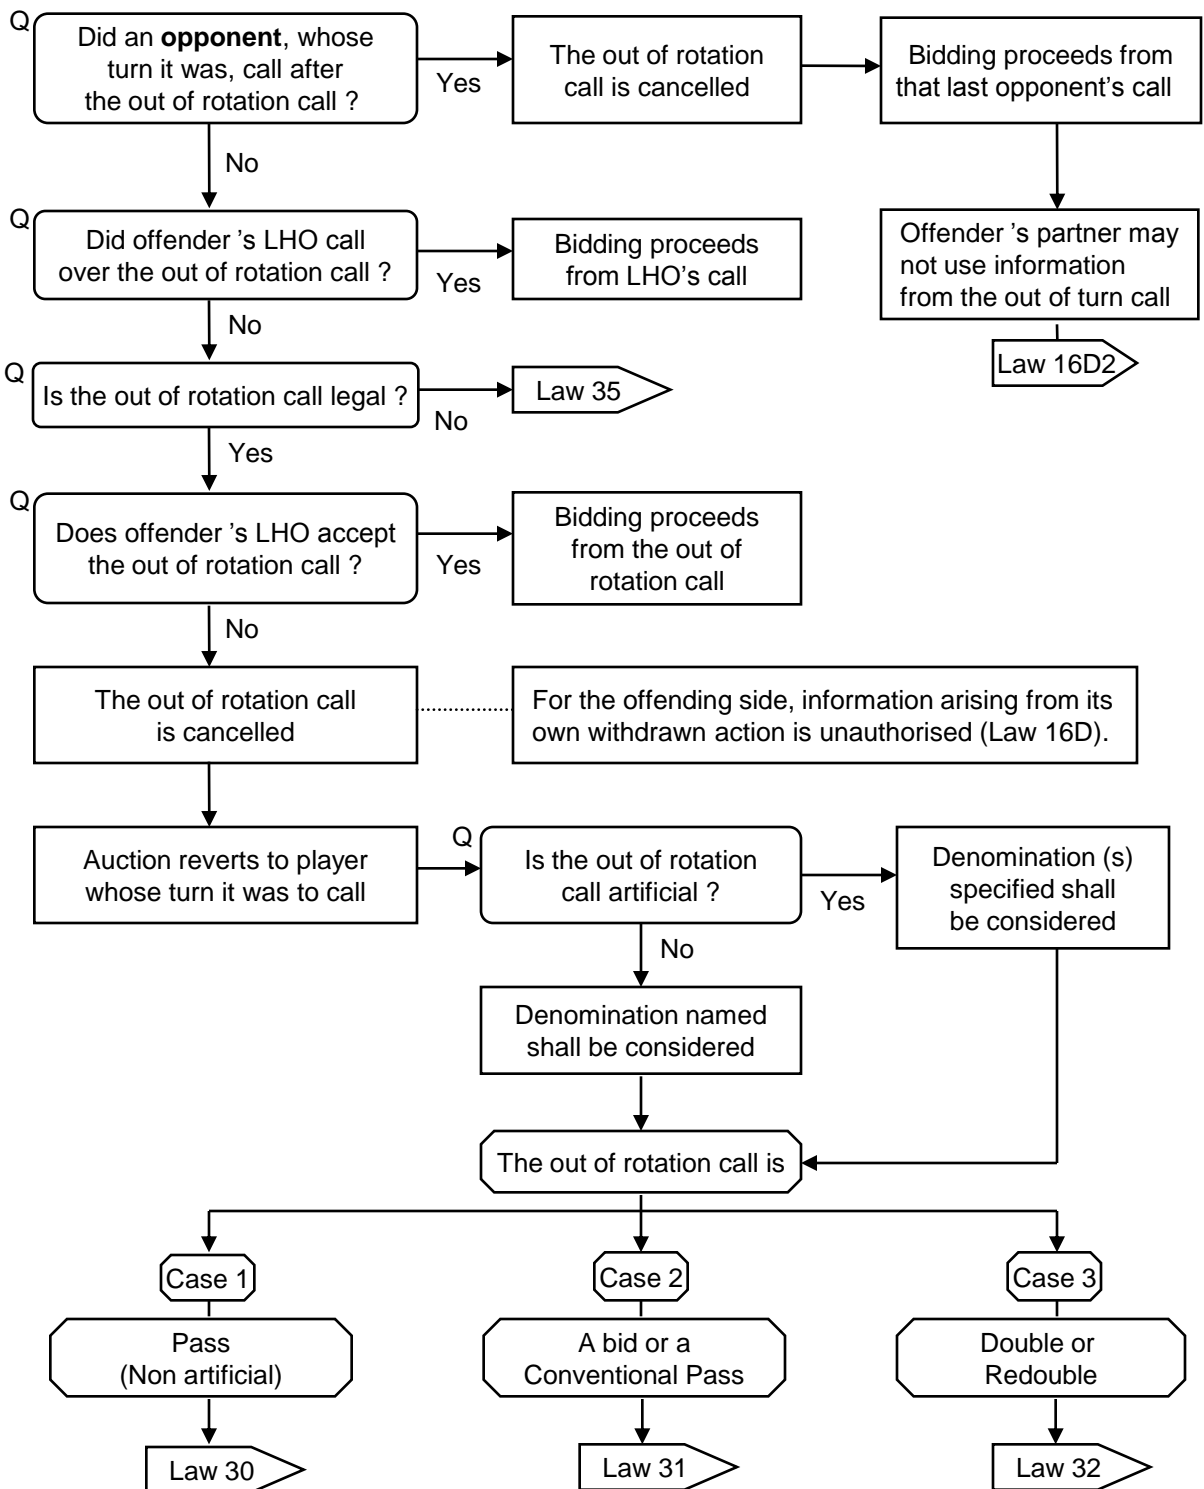 Q
Did an opponent, whose
turn it was, call after
the out of rotation call ?
Yes
The out of rotation
call is cancelled
Bidding proceeds from
that last opponent's call
No
Offender 's partner may
not use information
from the out of turn call
Law 16D2
Q
Did offender 's LHO call
over the out of rotation call ?
Yes
Bidding proceeds
from LHO's call
No
Q
Is the out of rotation call legal ?
No
Law 35
Yes
Q
Does offender 's LHO accept
the out of rotation call ?
Yes
Bidding proceeds
from the out of
rotation call
No
The out of rotation call
is cancelled
For the offending side, information arising from its
own withdrawn action is unauthorised (Law 16D).
Auction reverts to player
whose turn it was to call
Q
Is the out of rotation
call artificial ?
Yes
Denomination (s)
specified shall
be considered
No
Denomination named
shall be considered
The out of rotation call is
Case 1
Case 2
Case 3
Pass
(Non artificial)
A bid or a
Conventional Pass
Double or
Redouble
Law 30
Law 31
Law 32